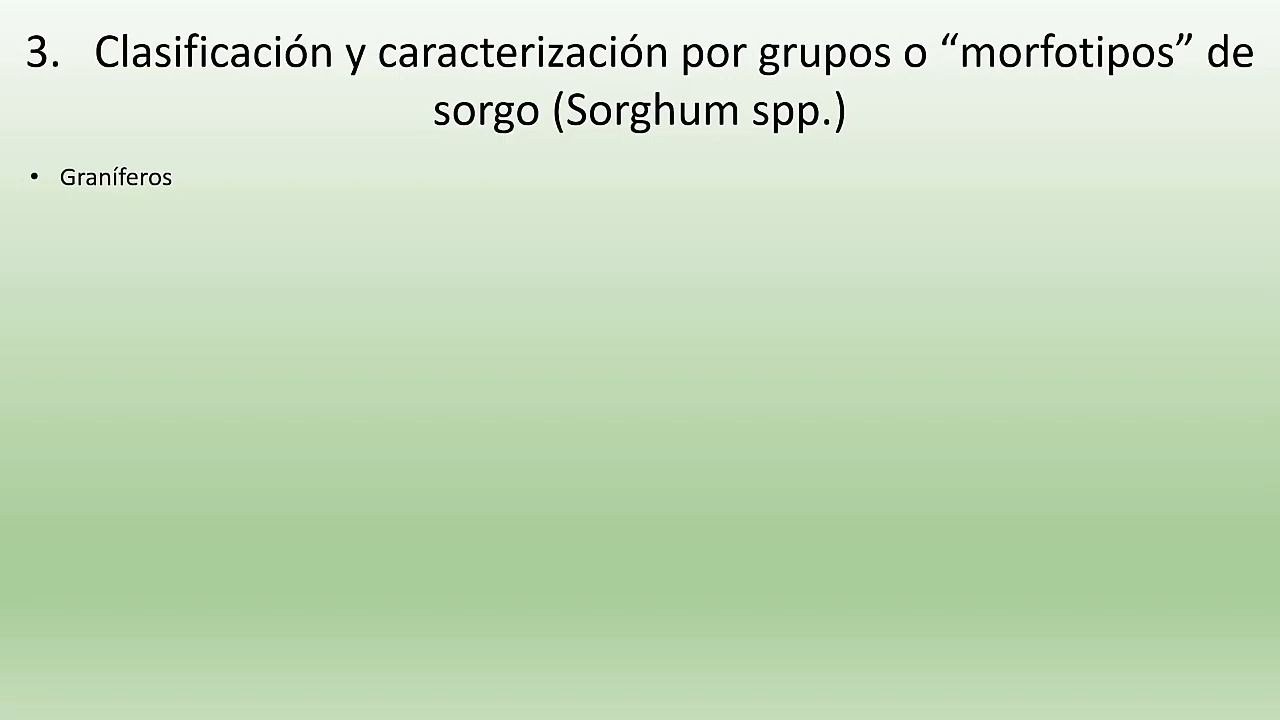 3. Clasificación y caracterización por grupos o “morfotipos” de
sorgo (Sorghum spp.)
• Graníferos